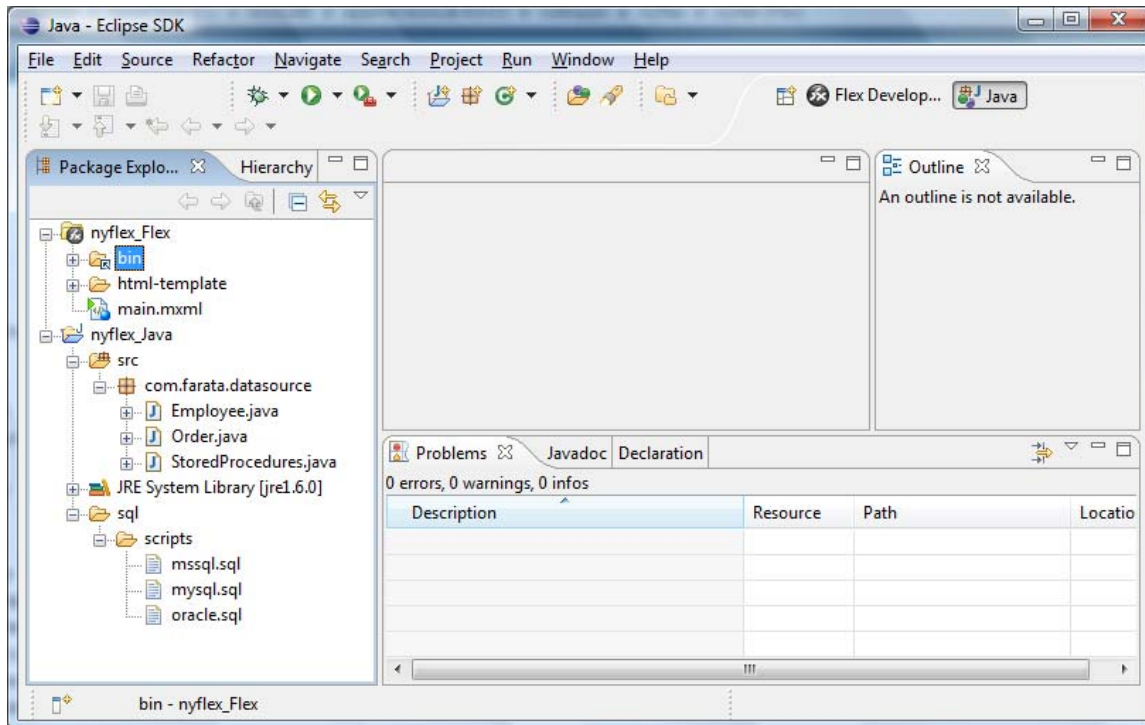 Java - Eclipse SDK
File Edit Source Refactor Navigate Search Project Run Window Help
Flex Develop... Java
Package Explo... Hierarchy
Outline
An outline is not available.
nyflex_Flex
bin
html-template
main.mxml
nyflex_Java
src
com.farata.datasource
Employee.java
Order.java
StoredProcedures.java
JRE System Library [jre1.6.0]
sql
scripts
mssql.sql
mysql.sql
oracle.sql
Problems Javadoc Declaration
0 errors, 0 warnings, 0 infos
Description Resource Path Locatio
bin - nyflex_Flex